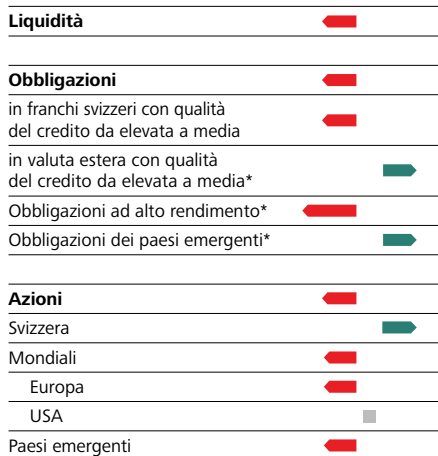 Liquidità
Obbligazioni
in franchi svizzeri con qualità
del credito da elevata a media
in valuta estera con qualità
del credito da elevata a media*
Obbligazioni ad alto rendimento*
Obbligazioni dei paesi emergenti*
Azioni
Svizzera
Mondiali
Europa
USA
Paesi emergenti